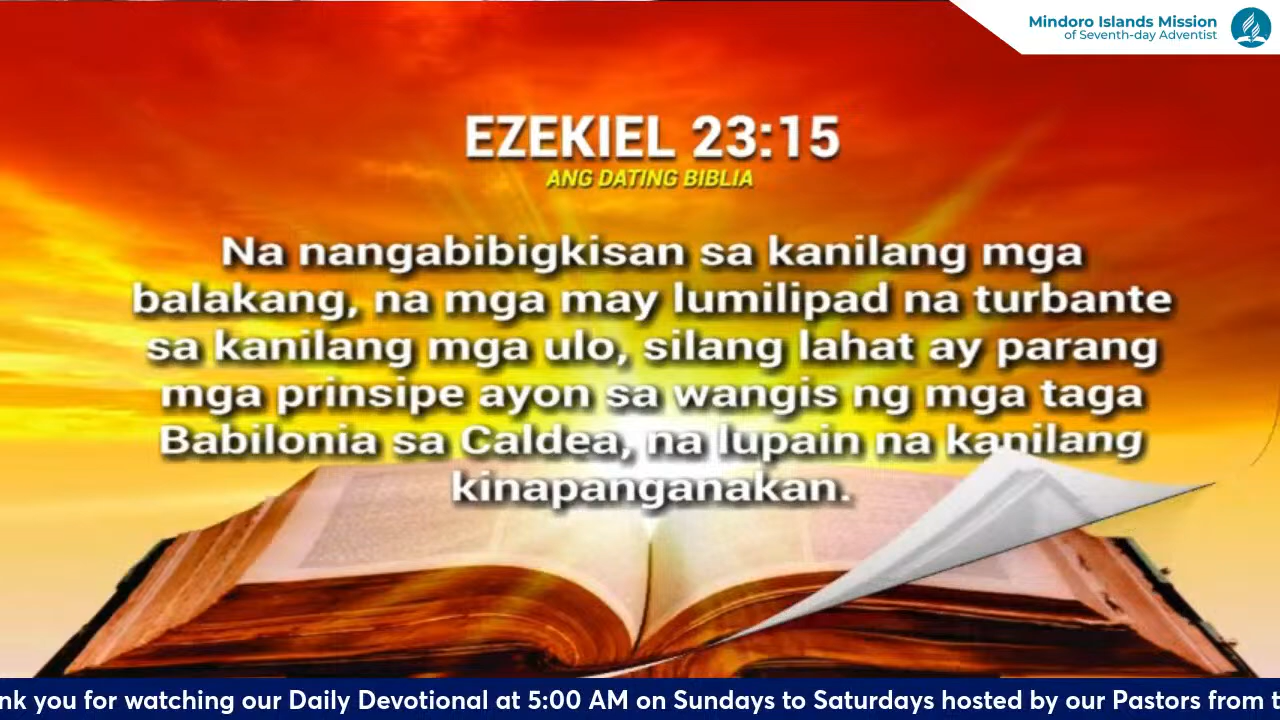 Mindoro Islands Mission
of Seventh-day Adventist
EZEKIEL 23:15
ANG DATING BIBLIA
Na nangabibigkisan sa kanilang mga
balakang, na mga may lumilipad na turbante
sa kanilang mga ulo, silang lahat ay parang
mga prinsipe ayon sa wangis ng mga taga
Babilonia sa Caldea, na lupain na kanilang
kinapanganakan.
you for watching our Daily Devotional at 5:00 AM on Sundays to Saturdays hosted by our Pastors from